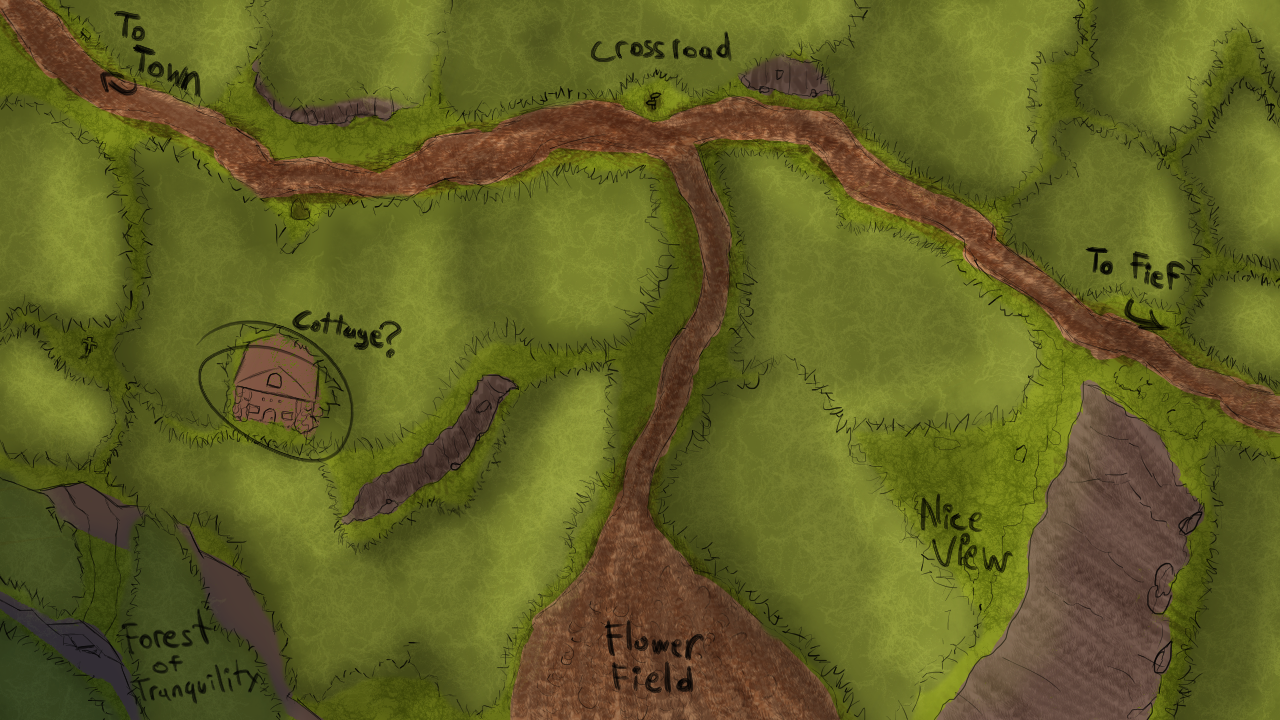 To
Town
Crossroad
To Fief
Cottage?
Nice
View
Forest
of
Tranquility
Flower
Field